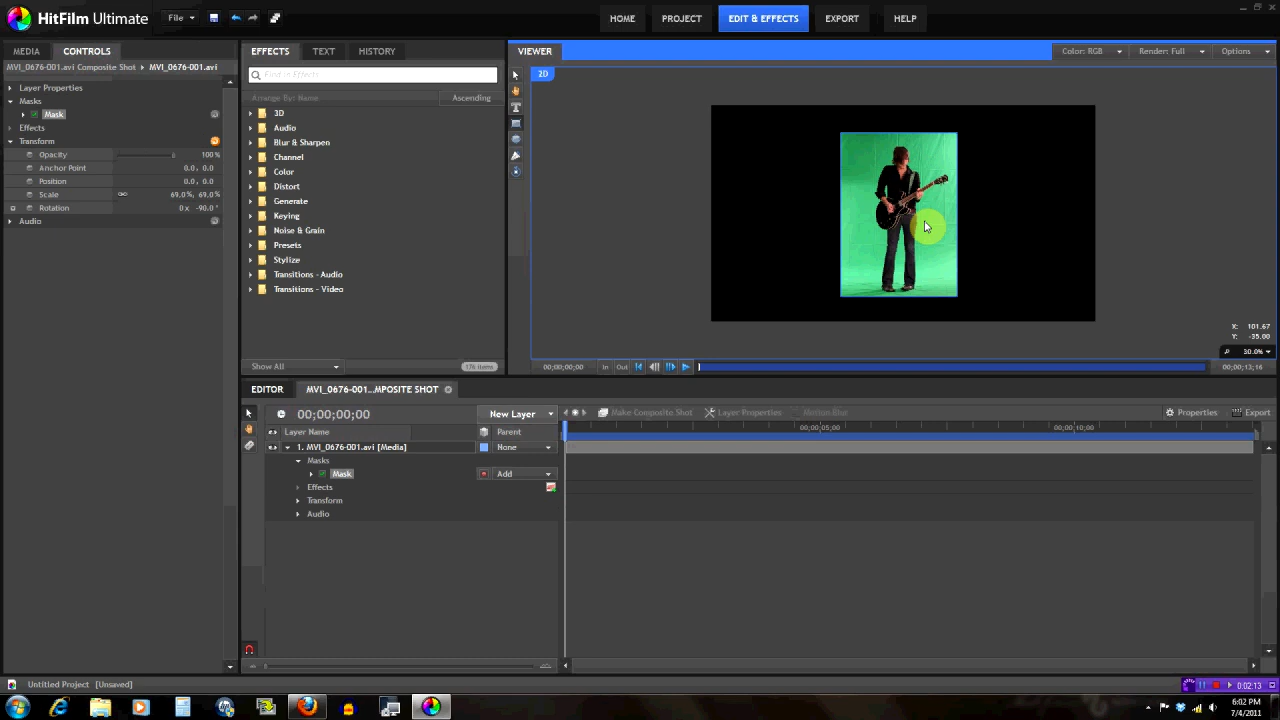 HitFilm Ultimate
File
HOME
PROJECT
EDIT & EFFECTS
EXPORT
HELP
MEDIA
CONTROLS
MVI_0676-001.avi Composite Shot
MVI_0676-001.avi
Layer Properties
Masks
Mask
Effects
Transform
Opacity
100%
Anchor Point
0.0, 0.0
Position
0.0, 0.0
Scale
69.0%, 69.0%
Rotation
0 x -90.0°
Audio
EFFECTS
TEXT
HISTORY
Find in Effects
Arrange By: Name
Ascending
3D
Audio
Blur & Sharpen
Channel
Color
Distort
Generate
Keying
Noise & Grain
Presets
Stylize
Transitions - Audio
Transitions - Video
Show All
176 items
VIEWER
Color: RGB
Render: Full
Options
2D
X: 101.67
Y: -35.00
30.0%
00;00;00;00
In
Out
00;00;13;16
EDITOR
MVI_0676-001...MPOSITE SHOT
00;00;00;00
New Layer
Make Composite Shot
Layer Properties
Motion Blur
Properties
Export
Layer Name
Parent
00;00;05;00
00;00;10;00
1. MVI_0676-001.avi [Media]
None
Masks
Mask
Add
Effects
Transform
Audio
Untitled Project
[Unsaved]
0:02:13
6:02 PM
7/4/2011